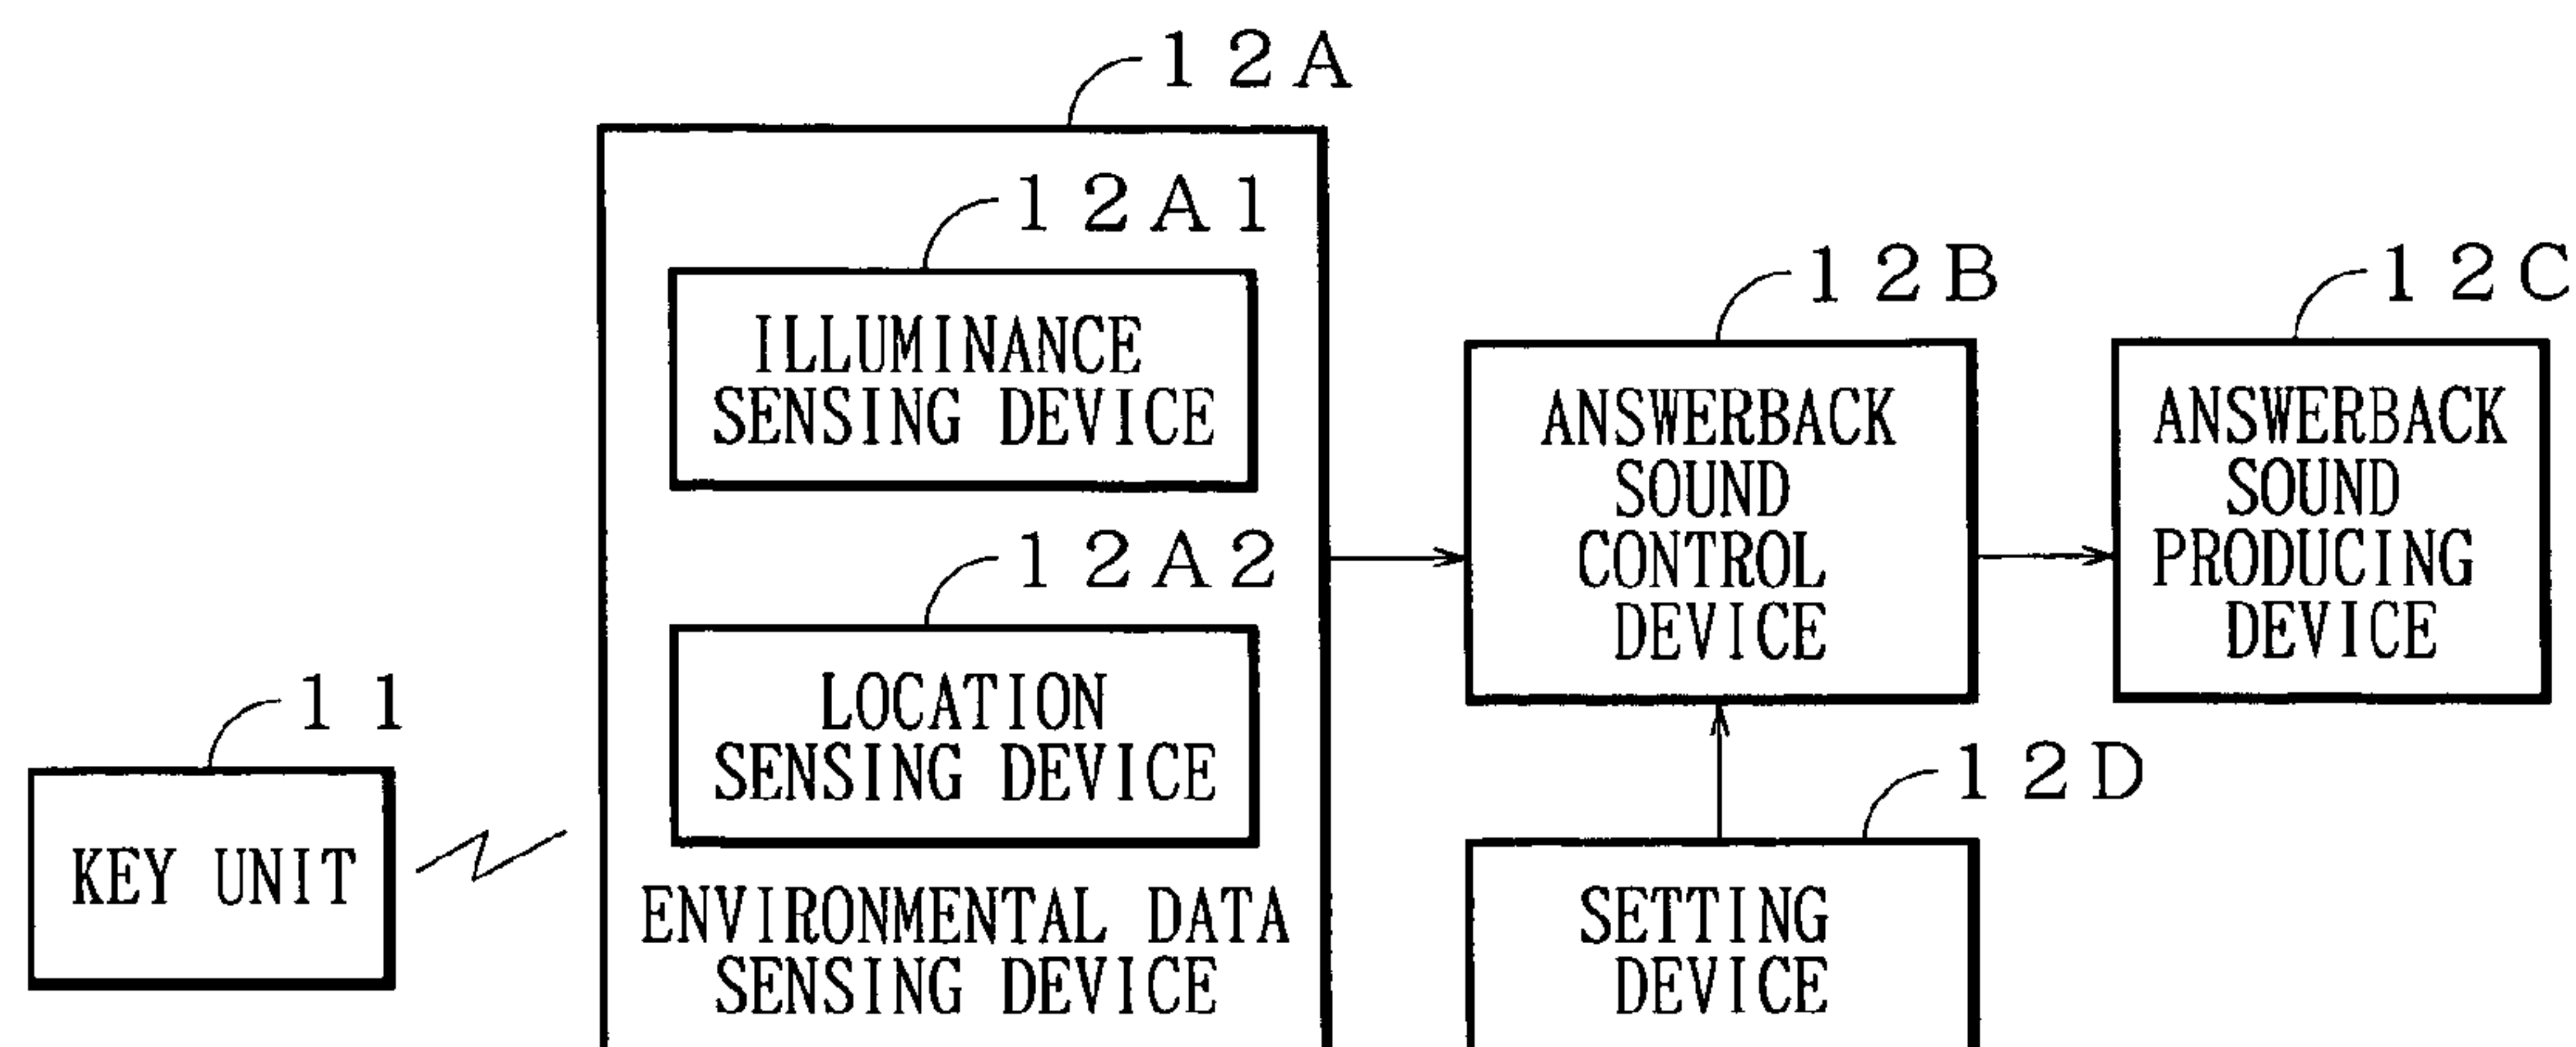 12A
12A1
ILLUMINANCE
SENSING DEVICE
12A2
LOCATION
SENSING DEVICE
ENVIRONMENTAL DATA
SENSING DEVICE
11
KEY UNIT
12B
ANSWERBACK
SOUND
CONTROL
DEVICE
12C
ANSWERBACK
SOUND
PRODUCING
DEVICE
12D
SETTING
DEVICE